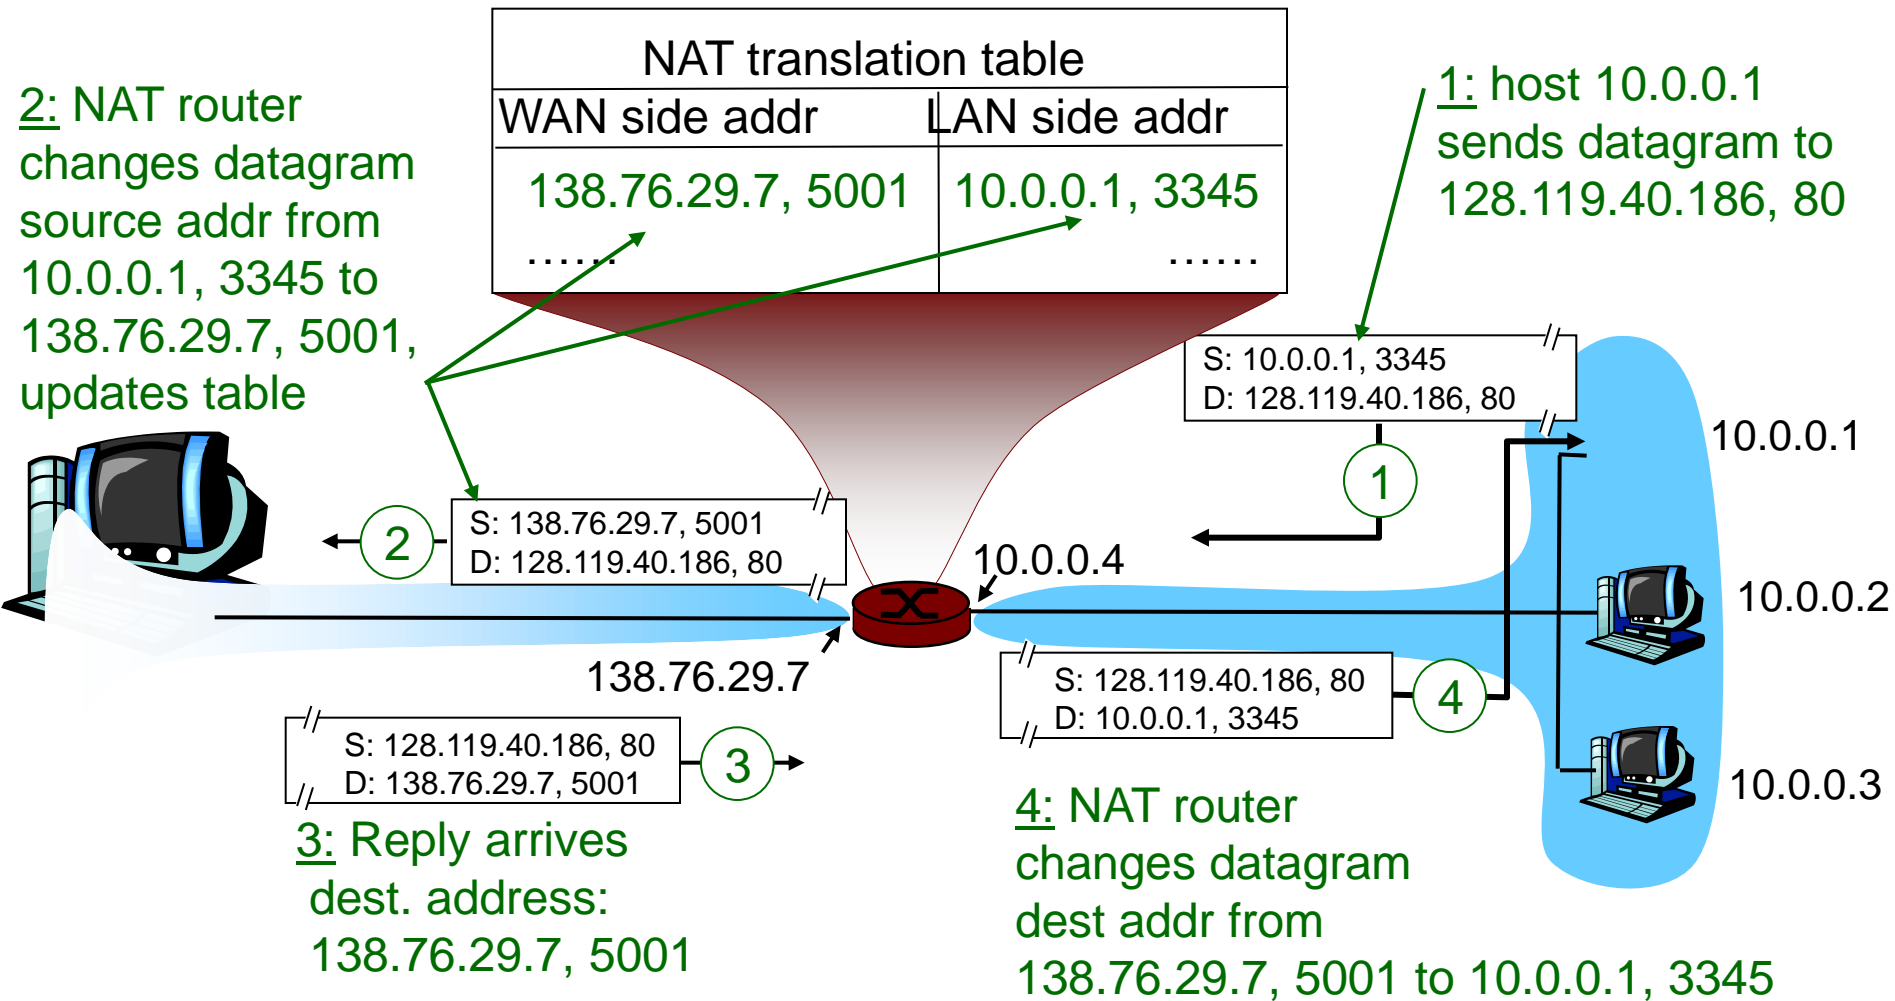 NAT translation table
WAN side addr LAN side addr
138.76.29.7, 5001 10.0.0.1, 3345
...... ......
2: NAT router
changes datagram
source addr from
10.0.0.1, 3345 to
138.76.29.7, 5001,
updates table
1: host 10.0.0.1
sends datagram to
128.119.40.186, 80
S: 10.0.0.1, 3345
D: 128.119.40.186, 80
1
10.0.0.1
S: 138.76.29.7, 5001
D: 128.119.40.186, 80
2
10.0.0.4
10.0.0.2
138.76.29.7
S: 128.119.40.186, 80
D: 10.0.0.1, 3345
4
S: 128.119.40.186, 80
D: 138.76.29.7, 5001
3
10.0.0.3
3: Reply arrives
dest. address:
138.76.29.7, 5001
4: NAT router
changes datagram
dest addr from
138.76.29.7, 5001 to 10.0.0.1, 3345